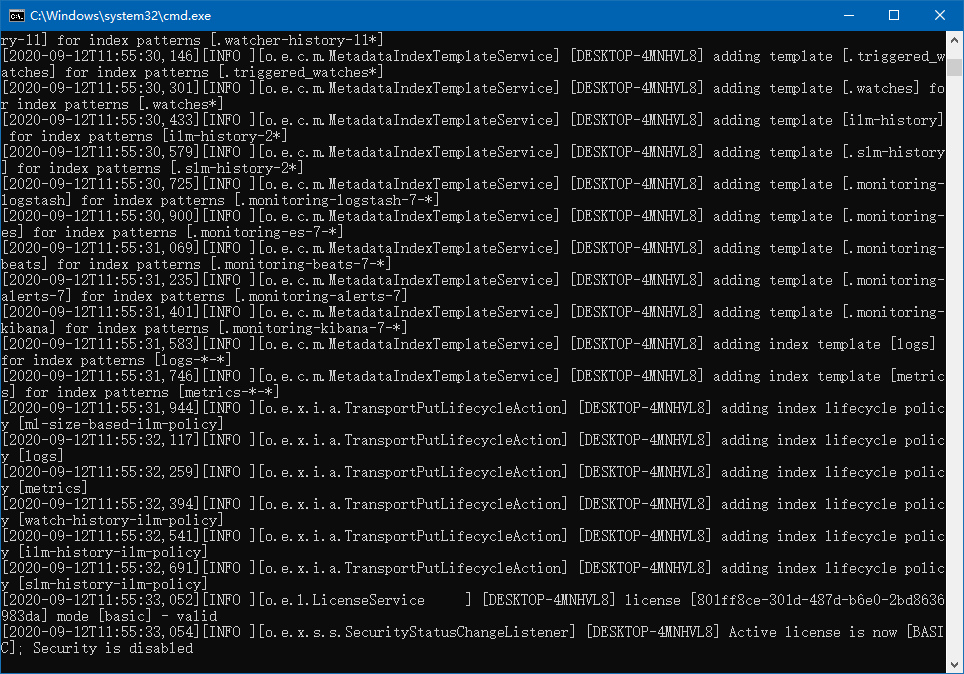 C:\Windows\system32\cmd.exe
ry-11] for index patterns [.watcher-history-11*]
[2020-09-12T11:55:30,146][INFO ][o.e.c.m.MetadataIndexTemplateService] [DESKTOP-4MNHVL8] adding template [.triggered_w
atches] for index patterns [.triggered_watches*]
[2020-09-12T11:55:30,301][INFO ][o.e.c.m.MetadataIndexTemplateService] [DESKTOP-4MNHVL8] adding template [.watches] fo
r index patterns [.watches*]
[2020-09-12T11:55:30,433][INFO ][o.e.c.m.MetadataIndexTemplateService] [DESKTOP-4MNHVL8] adding template [ilm-history]
 for index patterns [ilm-history-2*]
[2020-09-12T11:55:30,579][INFO ][o.e.c.m.MetadataIndexTemplateService] [DESKTOP-4MNHVL8] adding template [.slm-history
] for index patterns [.slm-history-2*]
[2020-09-12T11:55:30,725][INFO ][o.e.c.m.MetadataIndexTemplateService] [DESKTOP-4MNHVL8] adding template [.monitoring-
logstash] for index patterns [.monitoring-logstash-7-*]
[2020-09-12T11:55:30,900][INFO ][o.e.c.m.MetadataIndexTemplateService] [DESKTOP-4MNHVL8] adding template [.monitoring-
es] for index patterns [.monitoring-es-7-*]
[2020-09-12T11:55:31,069][INFO ][o.e.c.m.MetadataIndexTemplateService] [DESKTOP-4MNHVL8] adding template [.monitoring-
beats] for index patterns [.monitoring-beats-7-*]
[2020-09-12T11:55:31,235][INFO ][o.e.c.m.MetadataIndexTemplateService] [DESKTOP-4MNHVL8] adding template [.monitoring-
alerts-7] for index patterns [.monitoring-alerts-7]
[2020-09-12T11:55:31,401][INFO ][o.e.c.m.MetadataIndexTemplateService] [DESKTOP-4MNHVL8] adding template [.monitoring-
kibana] for index patterns [.monitoring-kibana-7-*]
[2020-09-12T11:55:31,583][INFO ][o.e.c.m.MetadataIndexTemplateService] [DESKTOP-4MNHVL8] adding index template [logs]
for index patterns [logs-*-*]
[2020-09-12T11:55:31,746][INFO ][o.e.c.m.MetadataIndexTemplateService] [DESKTOP-4MNHVL8] adding index template [metric
s] for index patterns [metrics-*-*]
[2020-09-12T11:55:31,944][INFO ][o.e.x.i.a.TransportPutLifecycleAction] [DESKTOP-4MNHVL8] adding index lifecycle polic
y [ml-size-based-ilm-policy]
[2020-09-12T11:55:32,117][INFO ][o.e.x.i.a.TransportPutLifecycleAction] [DESKTOP-4MNHVL8] adding index lifecycle polic
y [logs]
[2020-09-12T11:55:32,259][INFO ][o.e.x.i.a.TransportPutLifecycleAction] [DESKTOP-4MNHVL8] adding index lifecycle polic
y [metrics]
[2020-09-12T11:55:32,394][INFO ][o.e.x.i.a.TransportPutLifecycleAction] [DESKTOP-4MNHVL8] adding index lifecycle polic
y [watch-history-ilm-policy]
[2020-09-12T11:55:32,541][INFO ][o.e.x.i.a.TransportPutLifecycleAction] [DESKTOP-4MNHVL8] adding index lifecycle polic
y [ilm-history-ilm-policy]
[2020-09-12T11:55:32,691][INFO ][o.e.x.i.a.TransportPutLifecycleAction] [DESKTOP-4MNHVL8] adding index lifecycle polic
y [slm-history-ilm-policy]
[2020-09-12T11:55:33,052][INFO ][o.e.l.LicenseService     ] [DESKTOP-4MNHVL8] license [801ff8ce-301d-487d-b6e0-2bd8636
983da] mode [basic] - valid
[2020-09-12T11:55:33,054][INFO ][o.e.x.s.s.SecurityStatusChangeListener] [DESKTOP-4MNHVL8] Active license is now [BASI
C]; Security is disabled